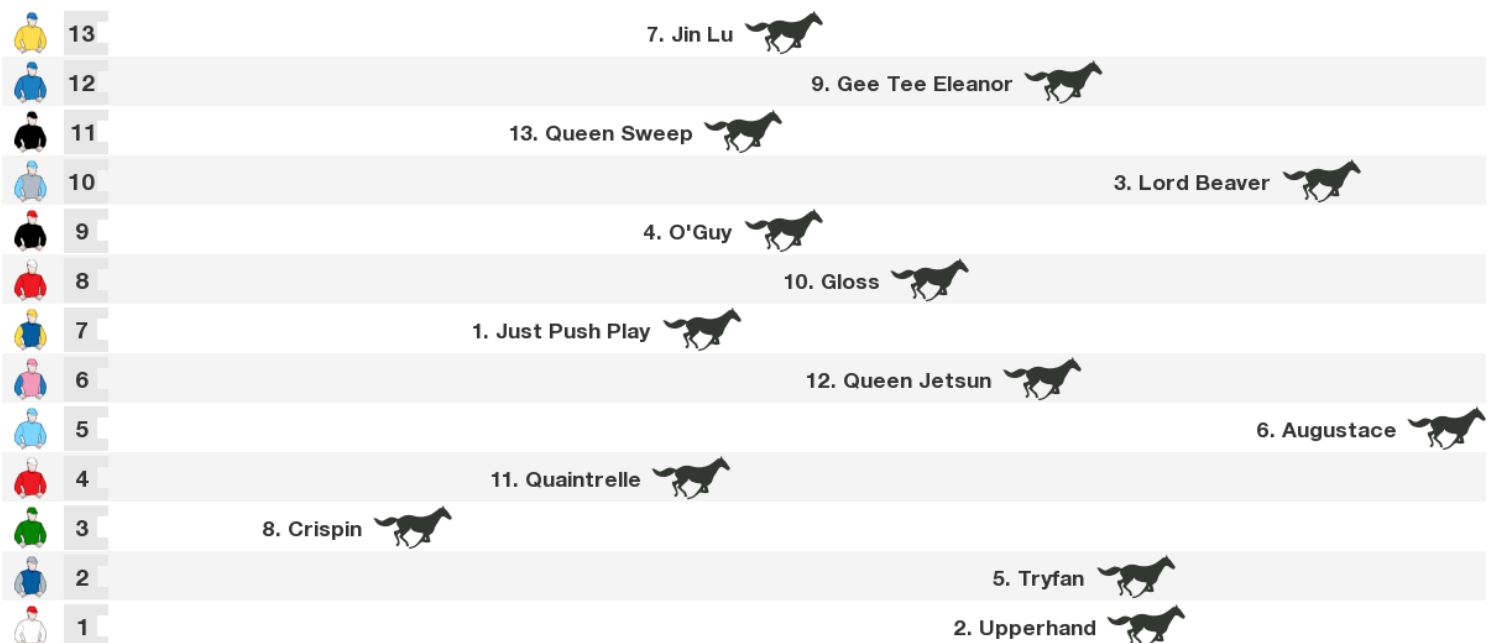 13 7. Jin Lu
12 9. Gee Tee Eleanor
11 13. Queen Sweep
10 3. Lord Beaver
9 4. O'Guy
8 10. Gloss
7 1. Just Push Play
6 12. Queen Jetsun
5 6. Augustace
4 11. Quaintrelle
3 8. Crispin
2 5. Tryfan
1 2. Upperhand